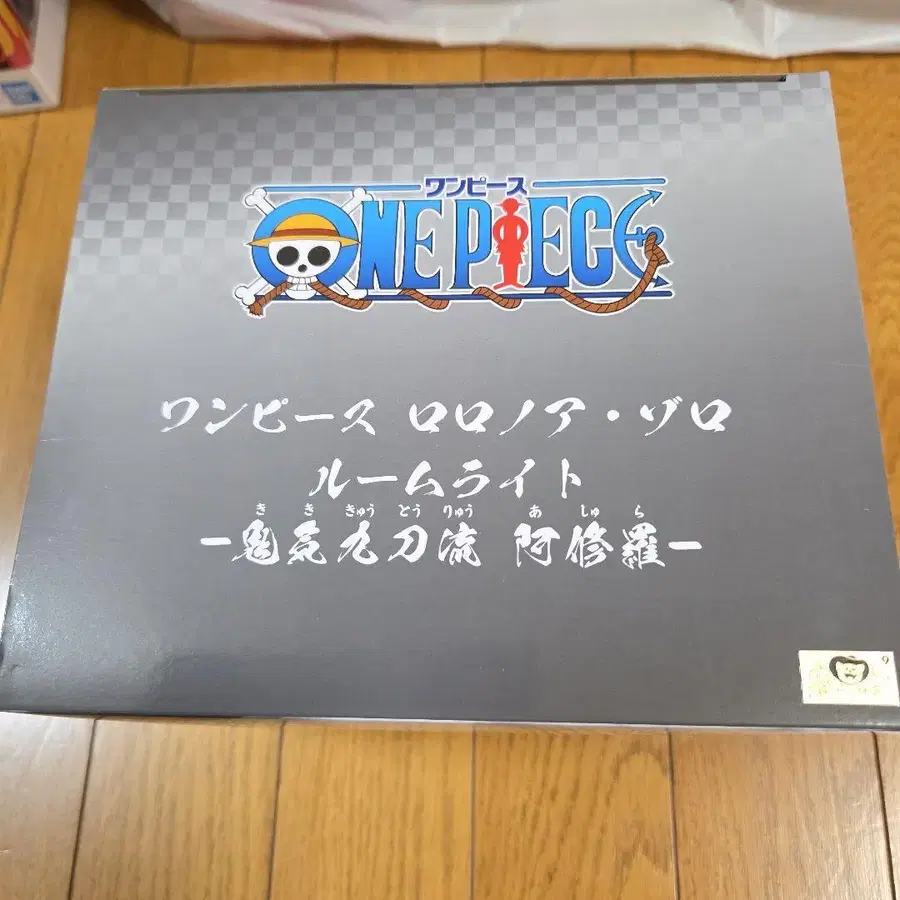 ワンピース
ONE PIECE
ワンピース ロロノア・ゾロ
ルームライト
きききゅうとうりゅう あしゅら
-鬼気九刀流 阿修羅-
9